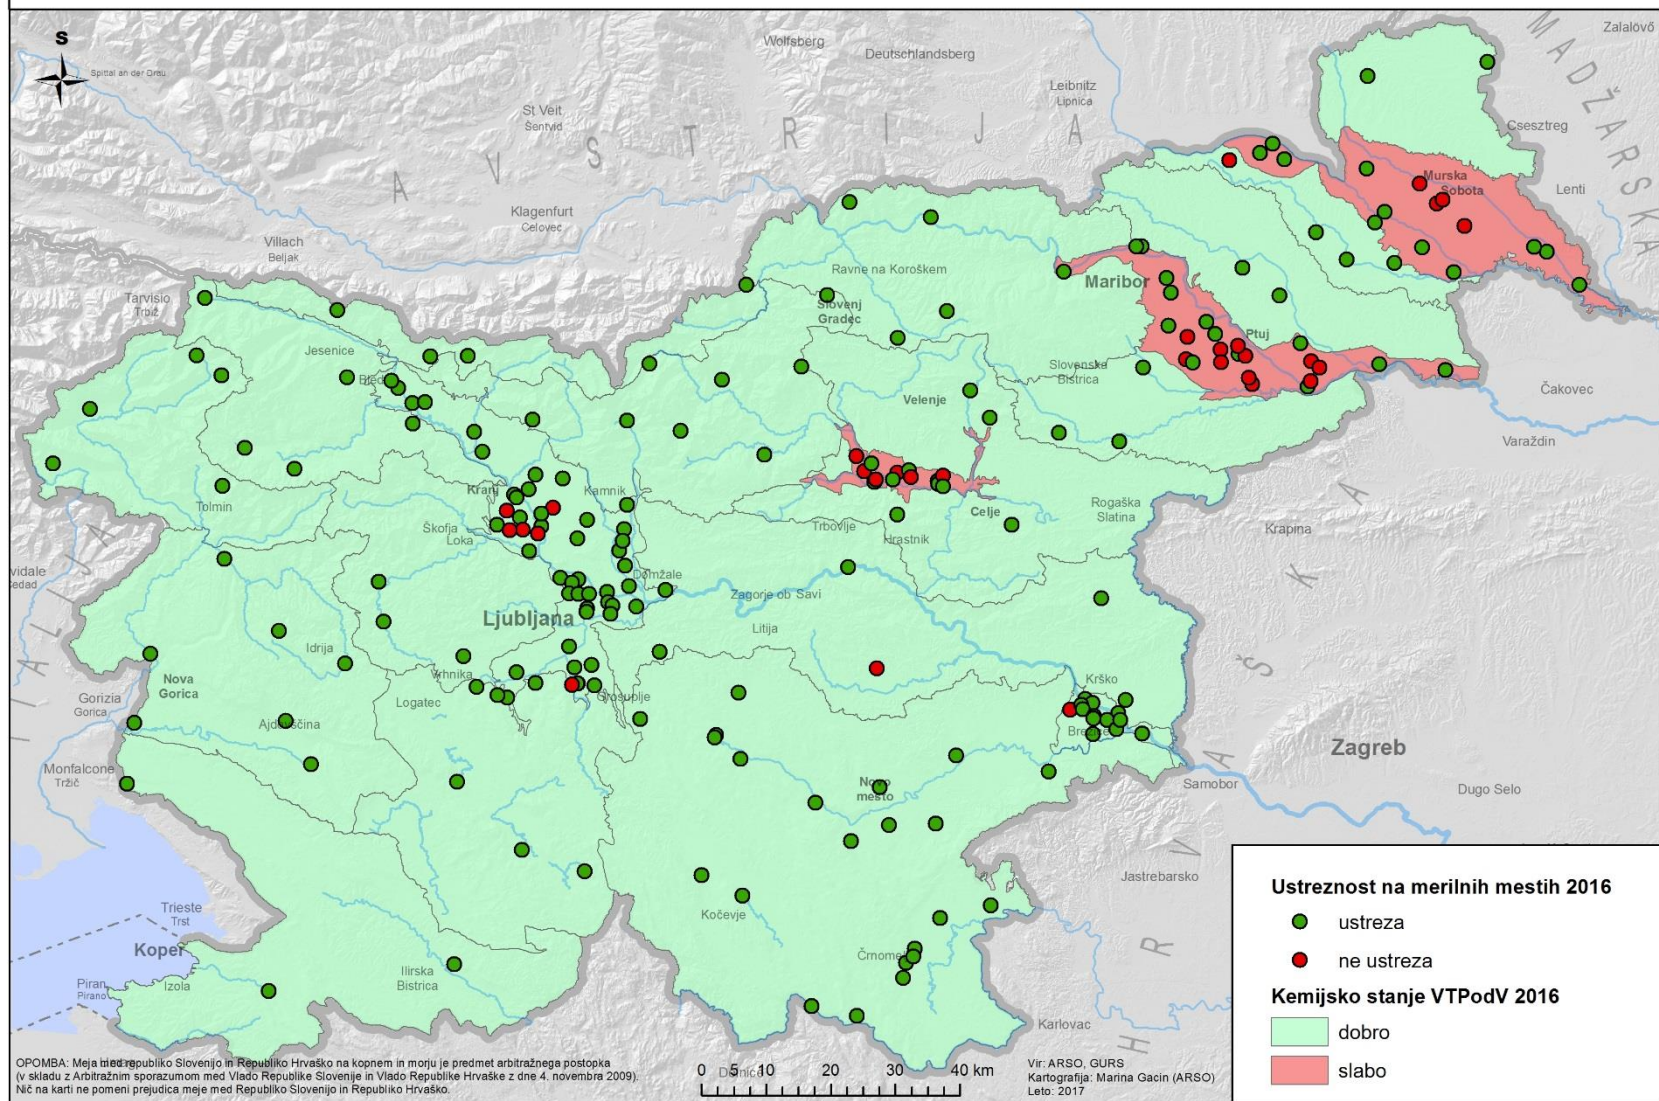 S
Spittal an der Drau
Wolfsberg
Deutschlandsberg
Zalalövő
MADŽARSKA
Leibnitz
Lipnica
St Veit
Šentvid
AVSTRIJA
Csesztreg
Murska
Sobota
Lenti
Klagenfurt
Celovec
Villach
Beljak
Ravne na Koroškem
Maribor
Tarvisio
Trbiž
Slovenj
Gradec
Ptuj
Jesenice
Bled
Slovenska
Bistrica
Čakovec
Velenje
Varaždin
Kranj
Kamnik
Celje
Rogaška
Slatina
Tolmin
Škofja
Loka
Trbovlje
Hrastnik
Krapina
ITALIJA
Domžale
Zagorje ob Savi
Ljubljana
Litija
Idrija
Vrhnika
Nova
Gorica
Logatec
Grosuplje
Krško
Gorizia
Gorica
Ajdovščina
Brežice
HRVAŠKA
Zagreb
Monfalcone
Tržič
Novo
mesto
Samobor
Dugo Selo
Jastrebarsko
Trieste
Trst
Kočevje
Koper
Črnomelj
Piran
Pirano
Izola
Ilirska
Bistrica
Karlovac
Ustreznost na merilnih mestih 2016
ustreza
ne ustreza
Kemijsko stanje VTPodV 2016
dobro
slabo
OPOMBA: Meja med republiko Slovenijo in Republiko Hrvaško na kopnem in morju je predmet arbitražnega postopka
(v skladu z Arbitražnim sporazumom med Vlado Republike Slovenije in Vlado Republike Hrvaške z dne 4. novembra 2009).
Nič na karti ne pomeni prejudica meje med Republiko Slovenijo in Republiko Hrvaško.
0 5 10 20 30 40 km
Vir: ARSO, GURS
Kartografija: Marina Gacin (ARSO)
Leto: 2017